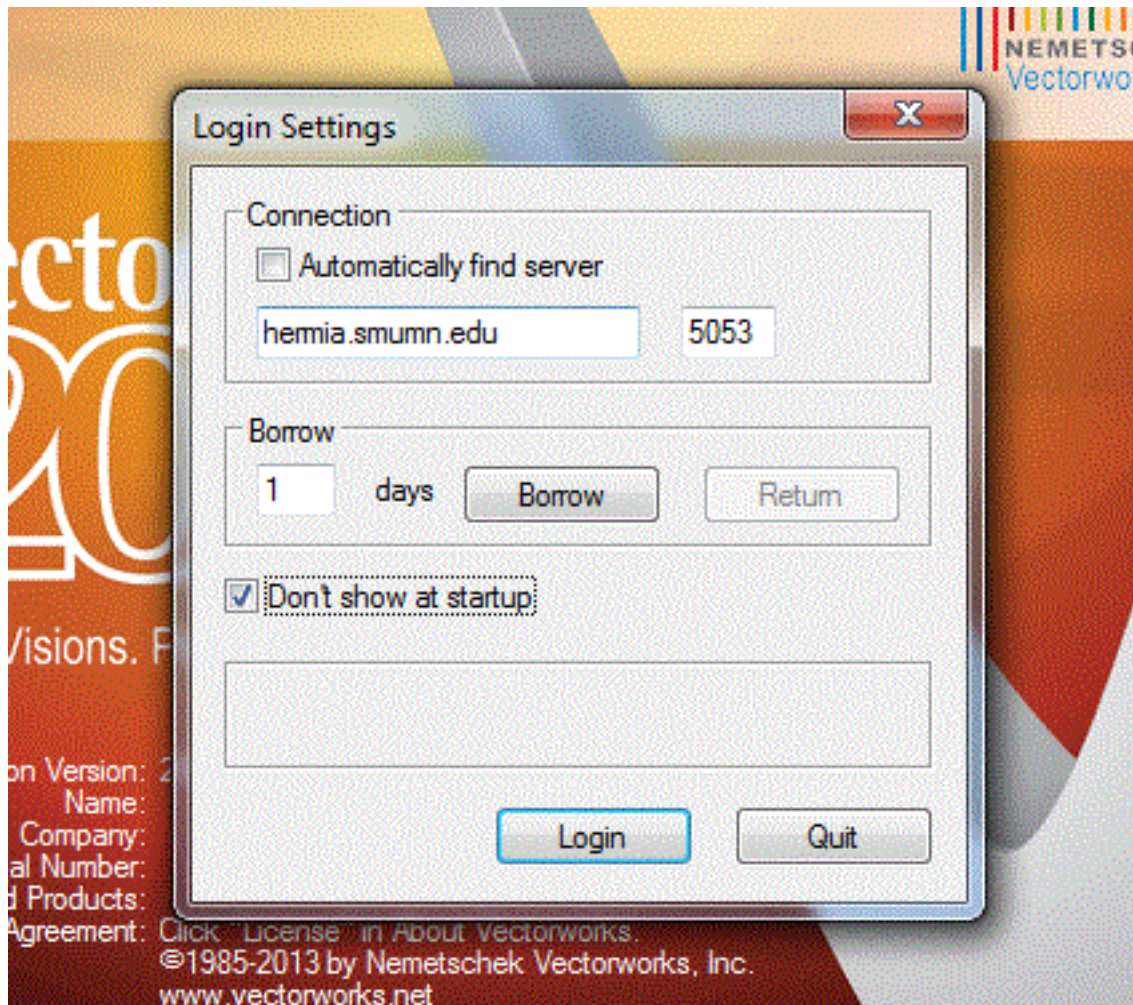 NEMETSC
Vectorwo
Login Settings
Connection
Automatically find server
hermia.smumn.edu 5053
Borrow
1 days Borrow Return
Don't show at startup
ecto
20
Visions. F
Login Quit
on Version: 2
Name:
Company:
al Number:
d Products:
Agreement: Click "License" in About Vectorworks.
©1985-2013 by Nemetschek Vectorworks, Inc.
www.vectorworks.net